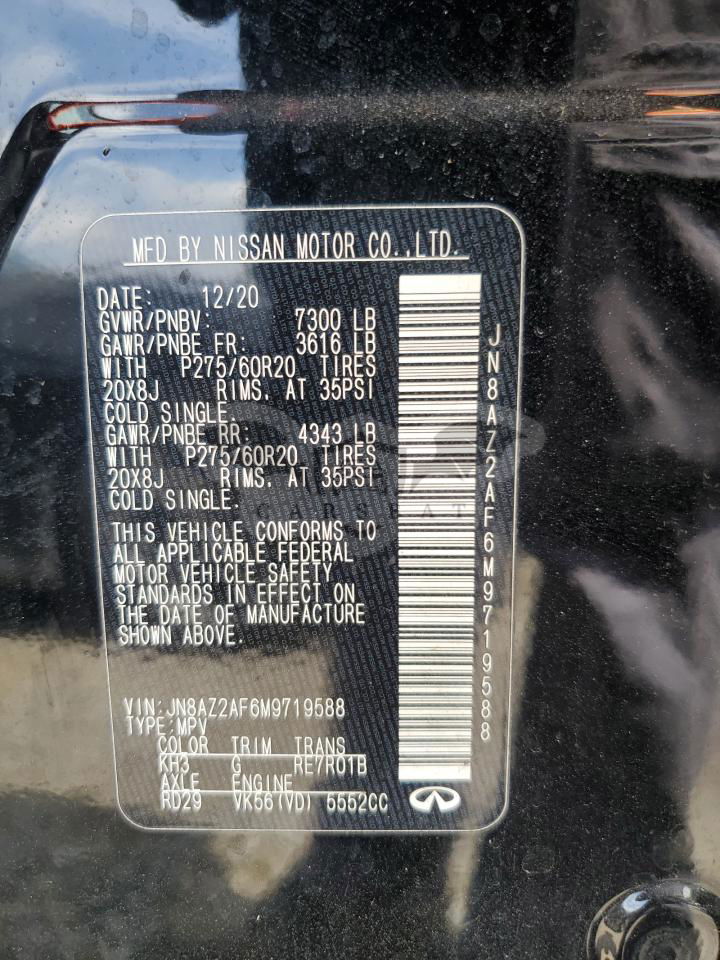 MFD BY NISSAN MOTOR CO.,LTD.
DATE: 12/20
GVWR/PNBV: 7300 LB
GAWR/PNBE FR: 3616 LB
WITH P275/60R20 TIRES
20X8J RIMS. AT 35PSI
COLD SINGLE.
GAWR/PNBE RR: 4343 LB
WITH P275/60R20 TIRES
20X8J RIMS. AT 35PSI
COLD SINGLE.
THIS VEHICLE CONFORMS TO
ALL APPLICABLE FEDERAL
MOTOR VEHICLE SAFETY
STANDARDS IN EFFECT ON
THE DATE OF MANUFACTURE
SHOWN ABOVE.
VIN:JN8AZ2AF6M9719588
TYPE:MPV
COLOR TRIM TRANS
KH3 G RE7R01B
AXLE ENGINE
RD29 VK56(VD) 5552CC
JN8AZ2AF6M9719588